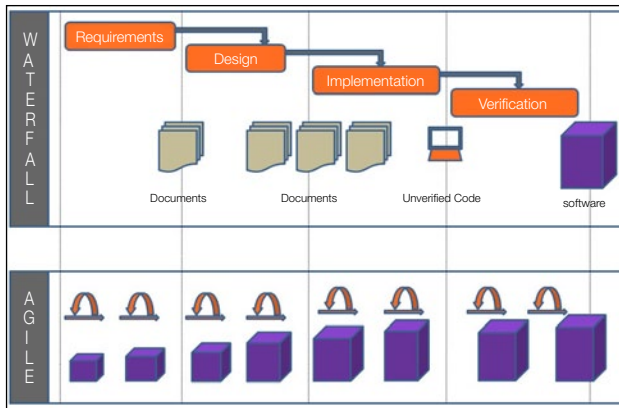 WATERFALL
Requirements
Design
Implementation
Verification
Documents
Documents
Unverified Code
software
AGILE